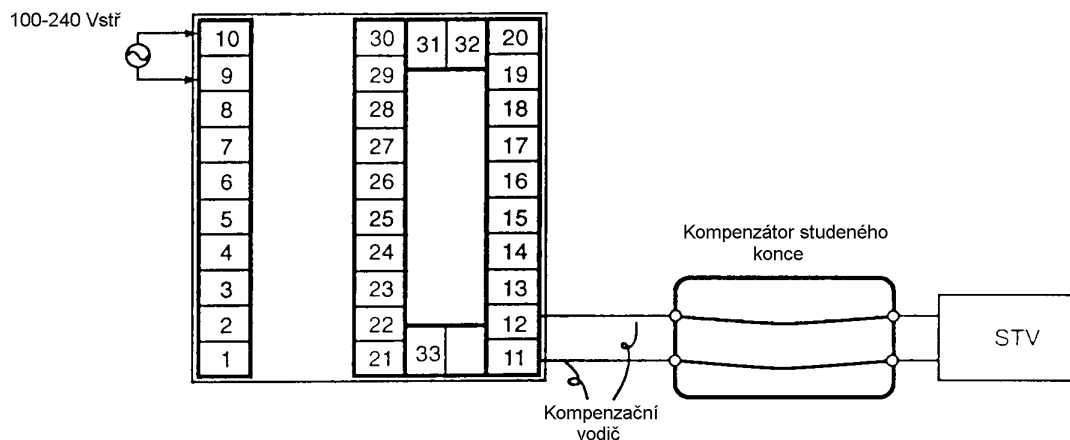 100-240 Vstř
10 30 31 32 20
9 29 19
8 28 18
7 27 17
6 26 16
5 25 15
4 24 14
3 23 13
2 22 12
1 21 33 11
Kompenzátor studeného
konce
STV
Kompenzační
vodič